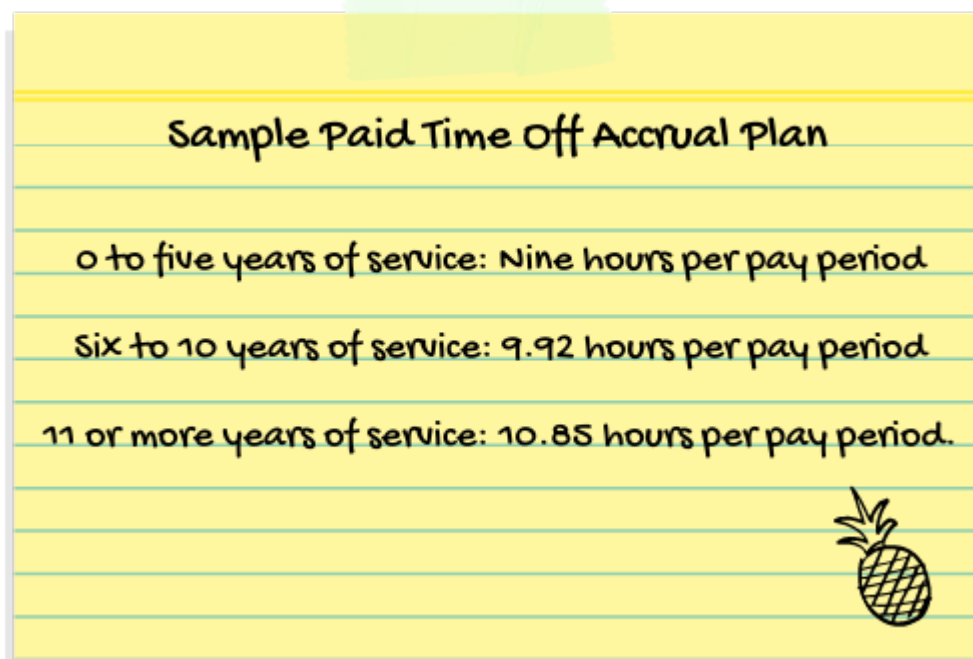 Sample Paid Time Off Accrual Plan
0 to five years of service: Nine hours per pay period
Six to 10 years of service: 9.92 hours per pay period
11 or more years of service: 10.85 hours per pay period.